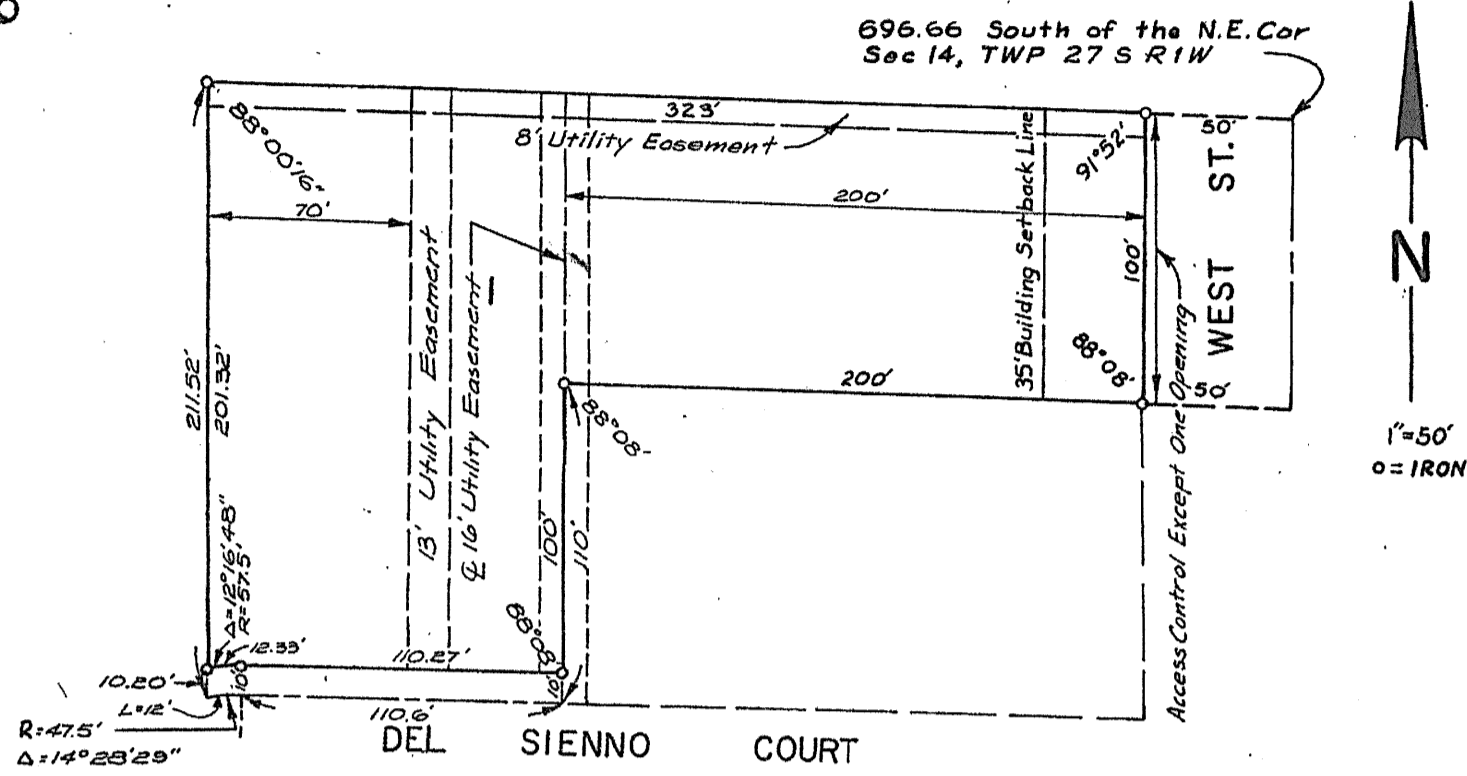 696.66 South of the N.E. Cor
Sec 14, TWP 27 S R1W
323'
50'
8' Utility Easement
88°00'16"
91°52'
70'
200'
13' Utility Easement
℄ 16' Utility Easement
35' Building Setback Line
100'
WEST ST.
N
88°08'
200'
50'
Access Control Except One Opening
88°08'
1"=50'
o = IRON
211.52'
201.32'
100'
110'
Δ=12°16'48"
R=57.5'
88°08'
12.33'
110.27'
10.20'
10'
10'
L=12'
110.6'
R=47.5'
Δ=14°28'29"
DEL SIENNO COURT